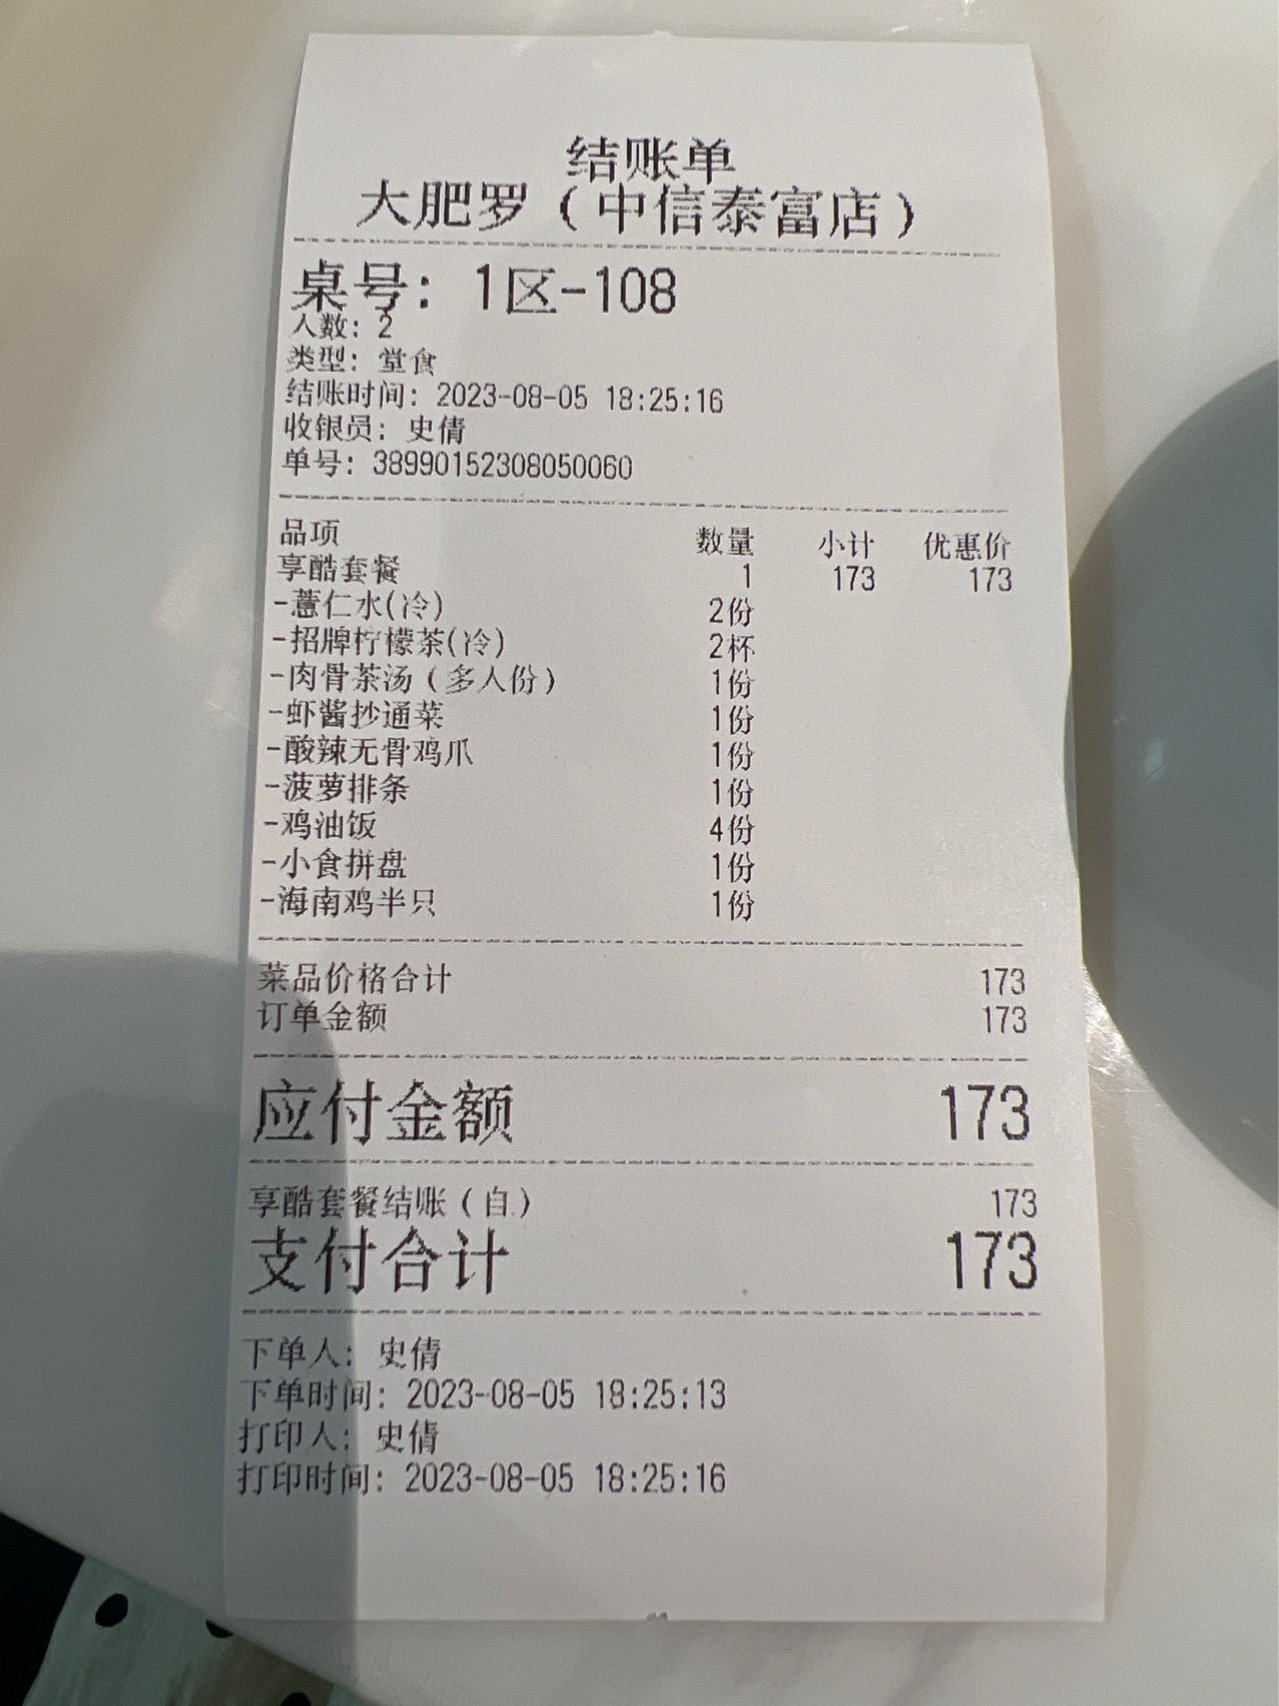 结账单
大肥罗（中信泰富店）
桌号：1区-108
人数：2
类型：堂食
结账时间：2023-08-05 18:25:16
收银员：史倩
单号：38990152308050060
品项 数量 小计 优惠价
享酷套餐 1 173 173
-薏仁水(冷) 2份
-招牌柠檬茶(冷) 2杯
-肉骨茶汤（多人份） 1份
-虾酱抄通菜 1份
-酸辣无骨鸡爪 1份
-菠萝排条 1份
-鸡油饭 4份
-小食拼盘 1份
-海南鸡半只 1份
菜品价格合计 173
订单金额 173
应付金额 173
享酷套餐结账（自） 173
支付合计 173
下单人：史倩
下单时间：2023-08-05 18:25:13
打印人：史倩
打印时间：2023-08-05 18:25:16